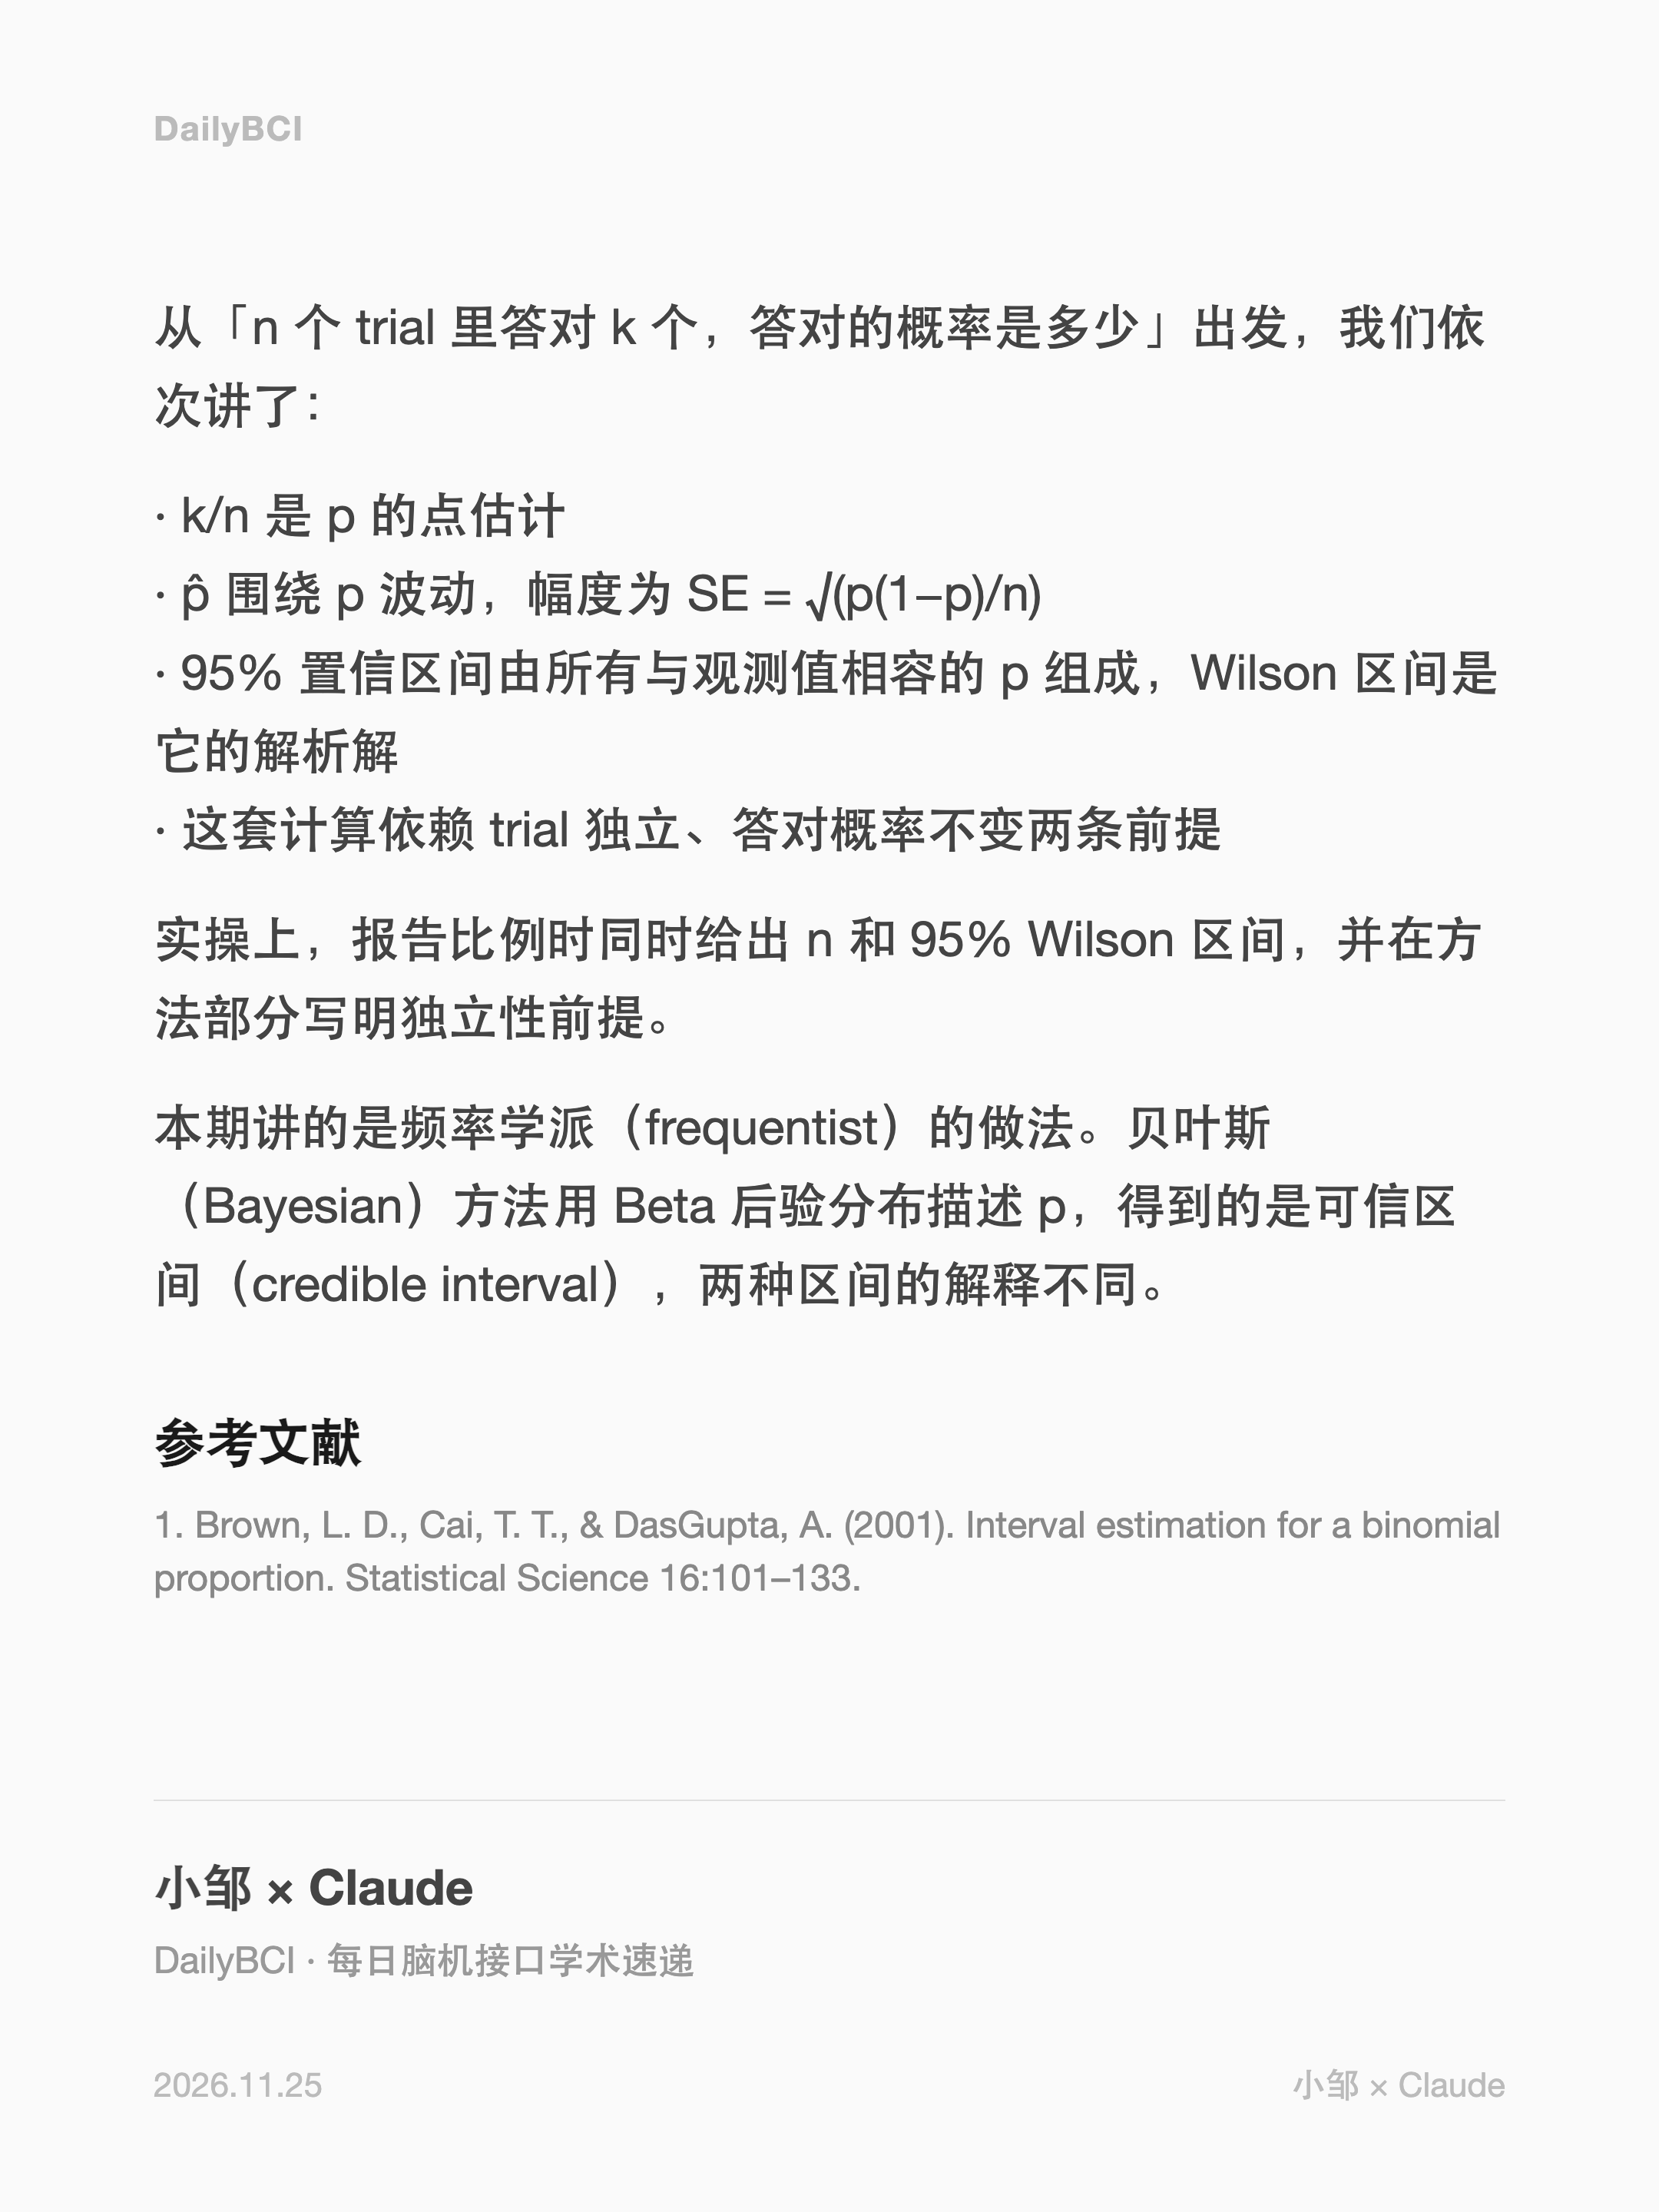 DailyBCI
从「n 个 trial 里答对 k 个，答对的概率是多少」出发，我们依
次讲了：
· k/n 是 p 的点估计
· p̂ 围绕 p 波动，幅度为 SE = √(p(1−p)/n)
· 95% 置信区间由所有与观测值相容的 p 组成，Wilson 区间是
它的解析解
· 这套计算依赖 trial 独立、答对概率不变两条前提
实操上，报告比例时同时给出 n 和 95% Wilson 区间，并在方
法部分写明独立性前提。
本期讲的是频率学派（frequentist）的做法。贝叶斯
（Bayesian）方法用 Beta 后验分布描述 p，得到的是可信区
间（credible interval），两种区间的解释不同。
参考文献
1. Brown, L. D., Cai, T. T., & DasGupta, A. (2001). Interval estimation for a binomial
proportion. Statistical Science 16:101–133.
小邹 × Claude
DailyBCI · 每日脑机接口学术速递
2026.11.25
小邹 × Claude